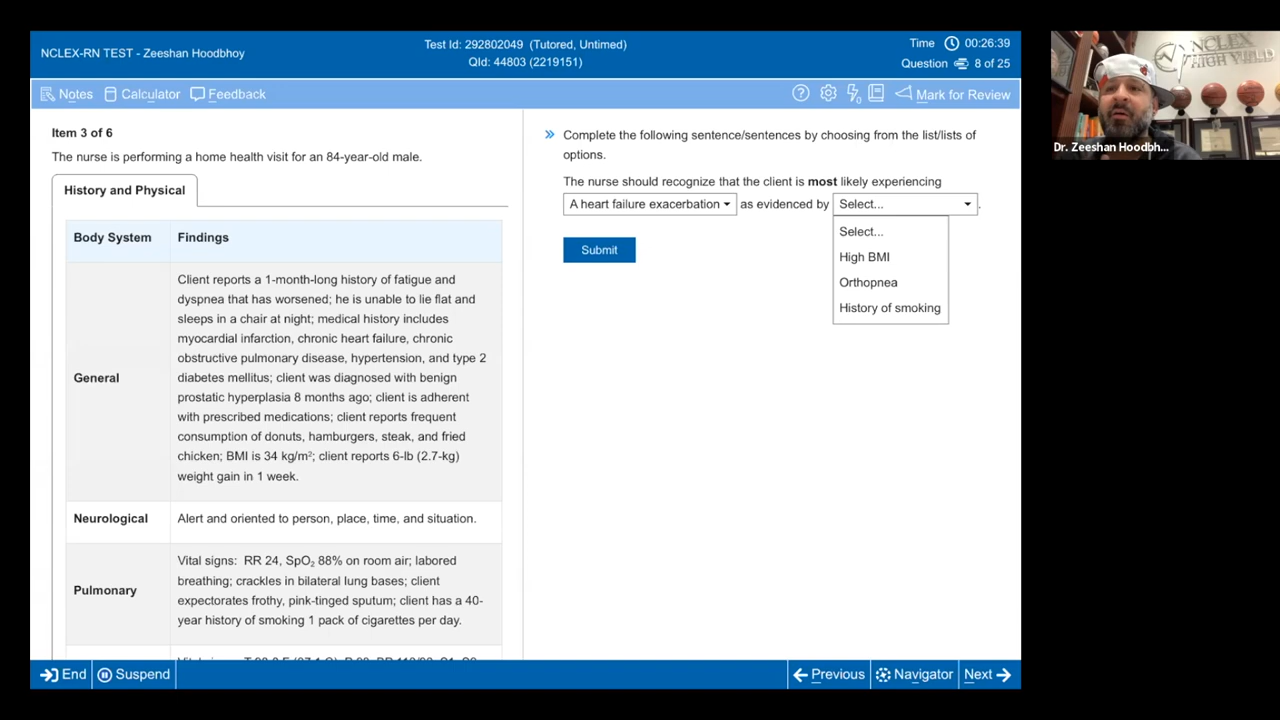 NCLEX-RN TEST - Zeeshan Hoodbhoy
Test Id: 292802049 (Tutored, Untimed)
QId: 44803 (2219151)
Time 00:26:39
Question 8 of 25
Notes Calculator Feedback
Mark for Review
Item 3 of 6
The nurse is performing a home health visit for an 84-year-old male.
History and Physical
Body System Findings
General
Client reports a 1-month-long history of fatigue and
dyspnea that has worsened; he is unable to lie flat and
sleeps in a chair at night; medical history includes
myocardial infarction, chronic heart failure, chronic
obstructive pulmonary disease, hypertension, and type 2
diabetes mellitus; client was diagnosed with benign
prostatic hyperplasia 8 months ago; client is adherent
with prescribed medications; client reports frequent
consumption of donuts, hamburgers, steak, and fried
chicken; BMI is 34 kg/m²; client reports 6-lb (2.7-kg)
weight gain in 1 week.
Neurological
Alert and oriented to person, place, time, and situation.
Pulmonary
Vital signs: RR 24, SpO₂ 88% on room air; labored
breathing; crackles in bilateral lung bases; client
expectorates frothy, pink-tinged sputum; client has a 40-
year history of smoking 1 pack of cigarettes per day.
Complete the following sentence/sentences by choosing from the list/lists of
options.
The nurse should recognize that the client is most likely experiencing
A heart failure exacerbation as evidenced by Select... .
Select...
High BMI
Orthopnea
History of smoking
Submit
End Suspend
Previous Navigator Next
NCLEX
HIGH YIELD
Dr. Zeeshan Hoodbh...